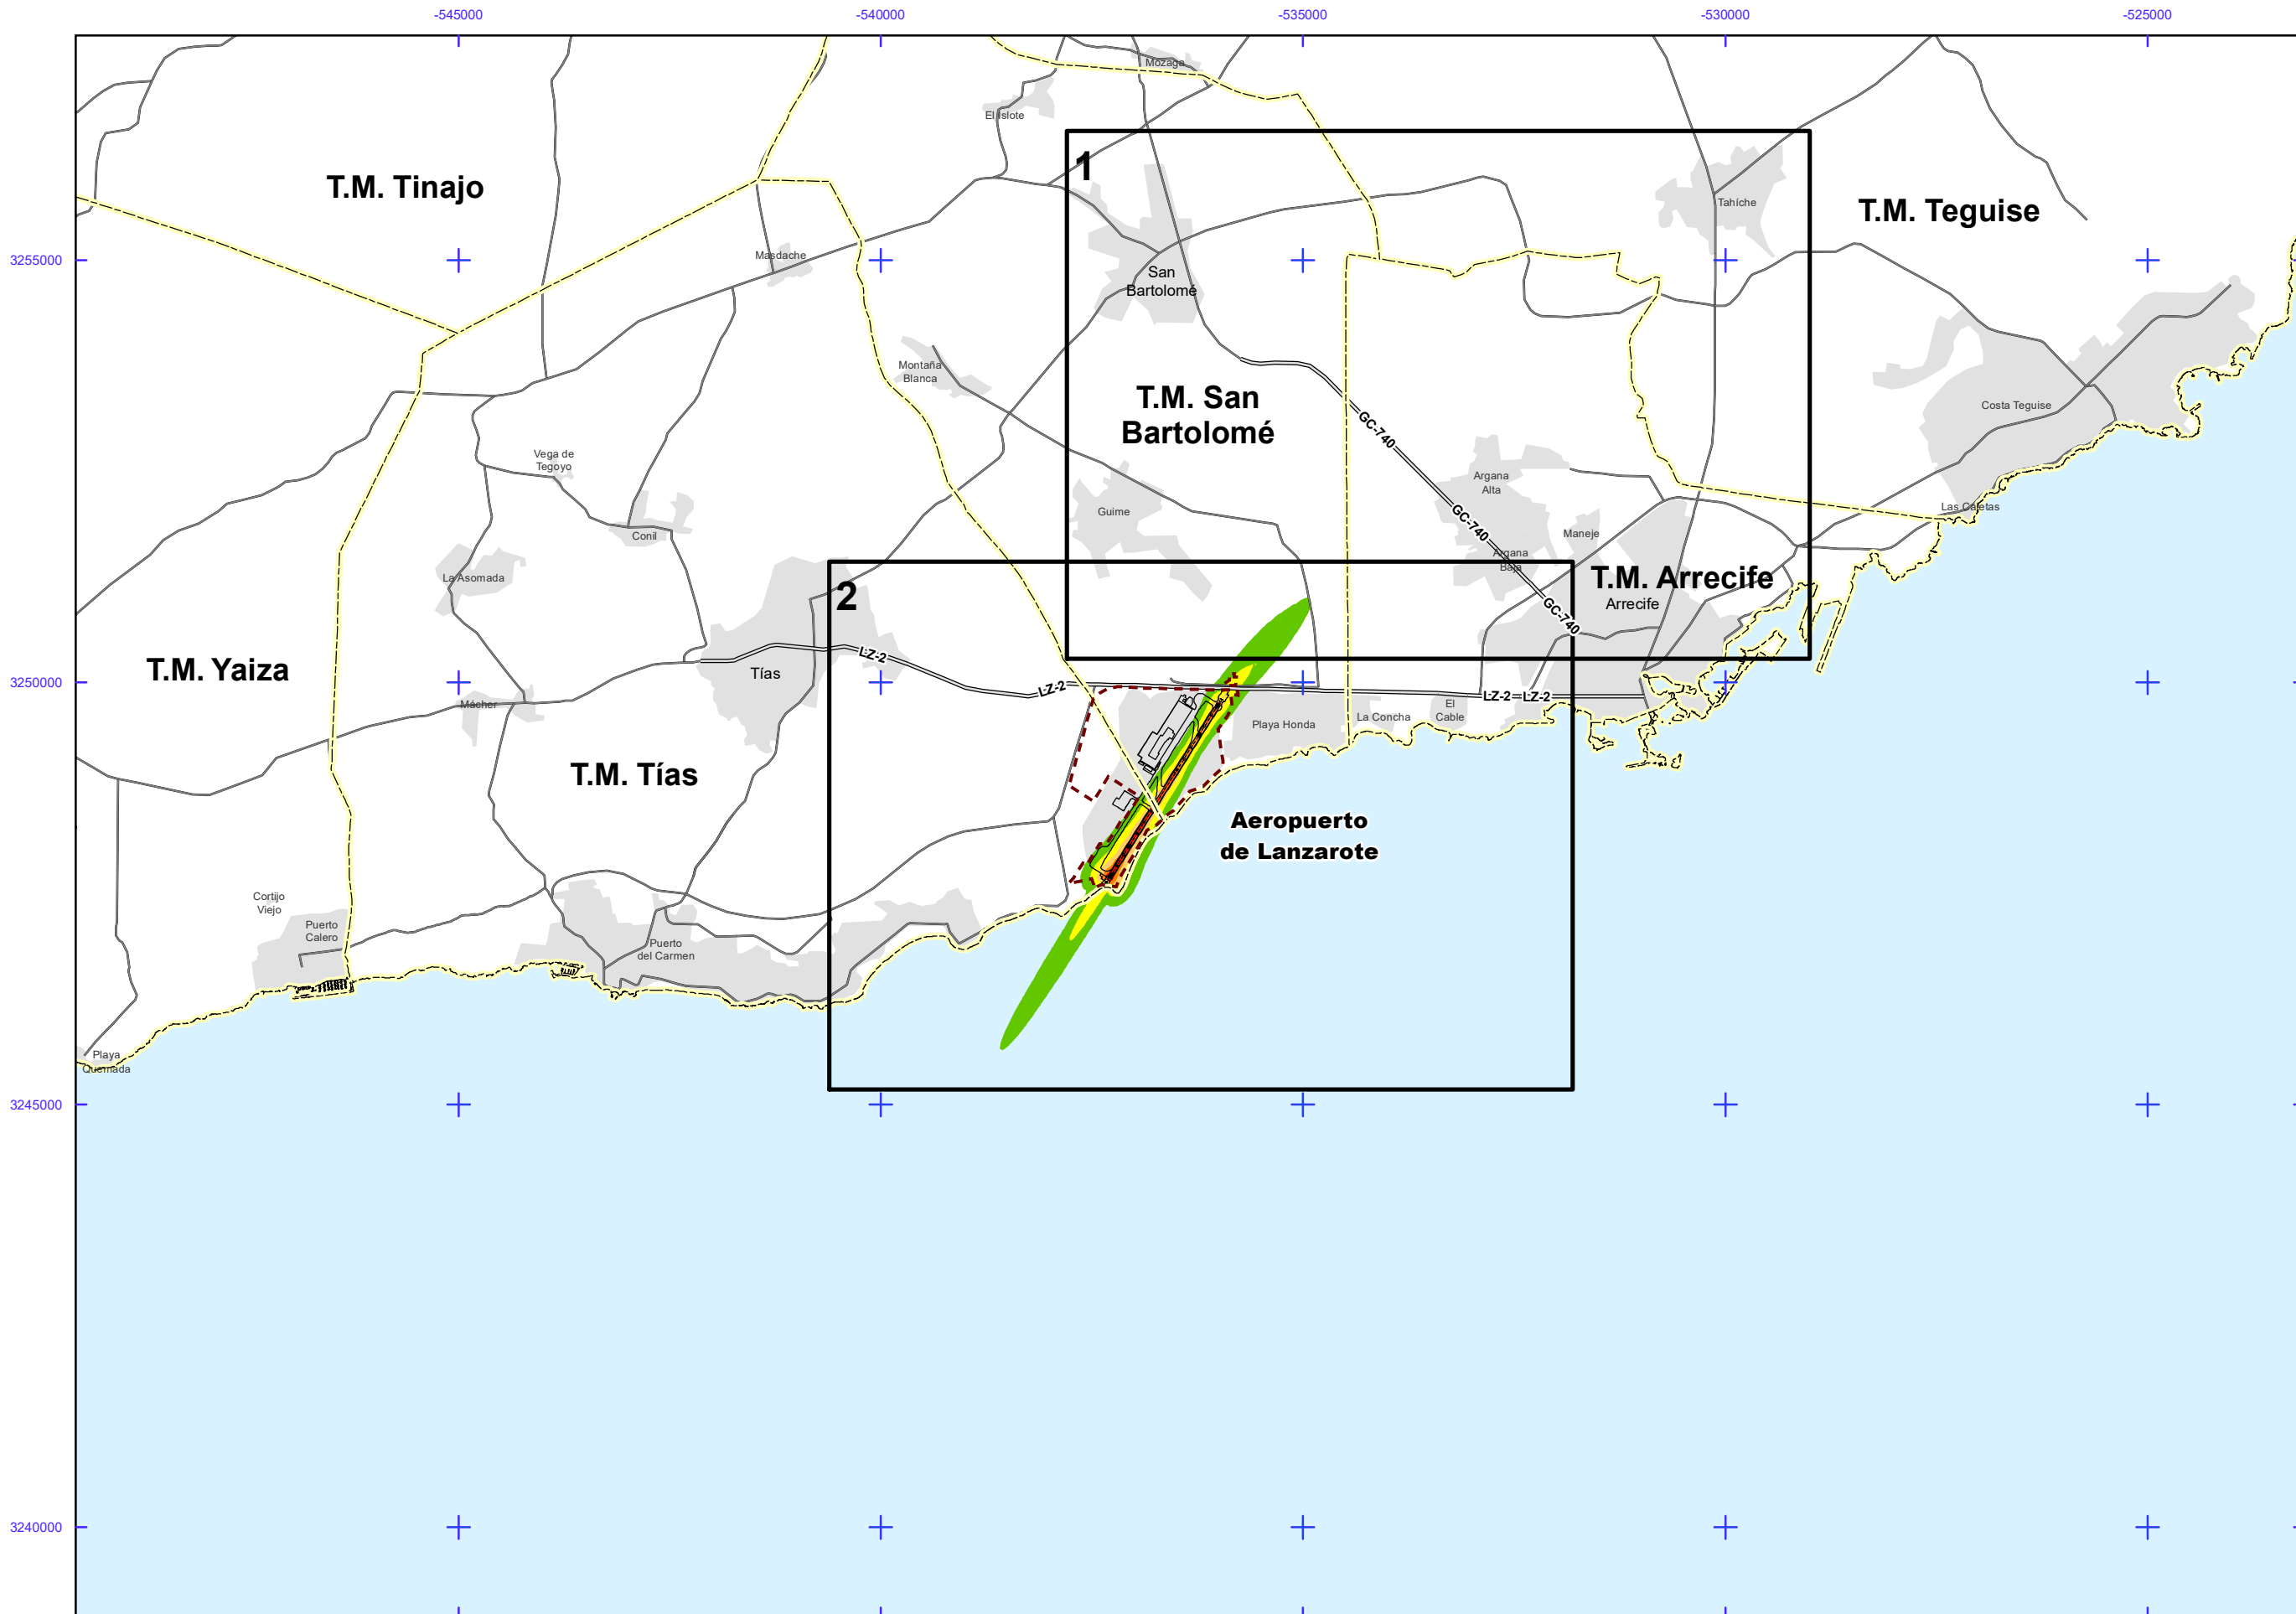 -545000
-540000
-535000
-530000
-525000
Mozaga
El Islote
1
T.M. Tinajo
Tahíche
T.M. Teguise
3255000
Masdache
San
Bartolomé
Montaña
Blanca
T.M. San
Bartolomé
GC-740
Costa Teguise
Vega de
Tegoyo
Argana
Alta
Las Caletas
Guime
GC-740
Conil
Maneje
Argana
Baja
La Asomada
T.M. Arrecife
2
Arrecife
GC-740
LZ-2
T.M. Yaiza
Tías
3250000
LZ-2
LZ-2
LZ-2
Mácher
Playa Honda
La Concha
El
Cable
T.M. Tías
Aeropuerto
de Lanzarote
Cortijo
Viejo
Puerto
Calero
Puerto
del Carmen
Playa
Quemada
3245000
3240000